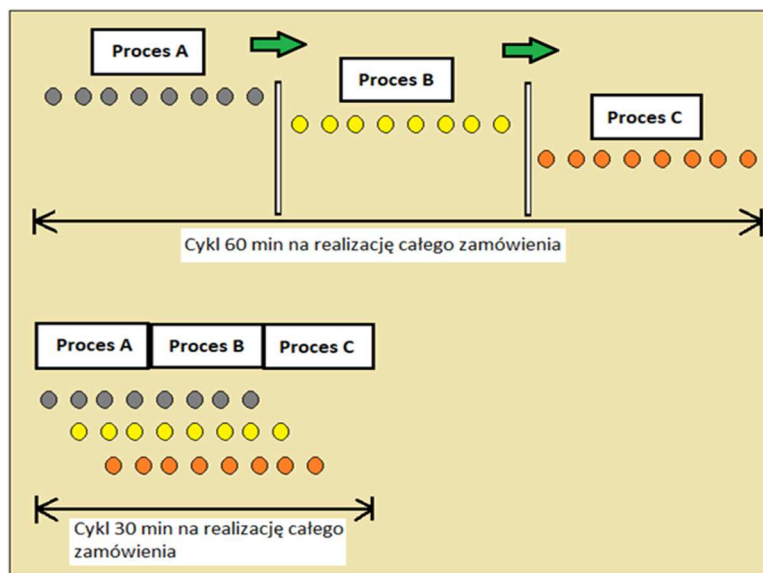 Proces A
Proces B
Proces C
Cykl 60 min na realizację całego zamówienia
Proces A
Proces B
Proces C
Cykl 30 min na realizację całego
zamówienia